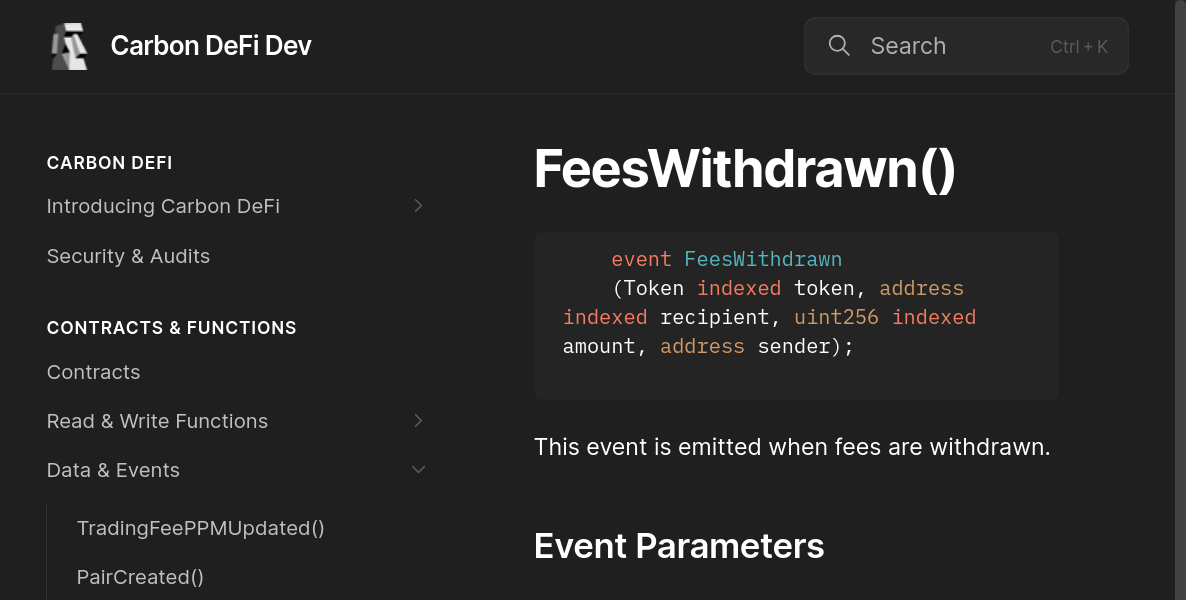 Carbon DeFi Dev
Search
Ctrl + K
CARBON DEFI
Introducing Carbon DeFi
Security & Audits
CONTRACTS & FUNCTIONS
Contracts
Read & Write Functions
Data & Events
TradingFeePPMUpdated()
PairCreated()
FeesWithdrawn()
event FeesWithdrawn
(Token indexed token, address
indexed recipient, uint256 indexed
amount, address sender);
This event is emitted when fees are withdrawn.
Event Parameters